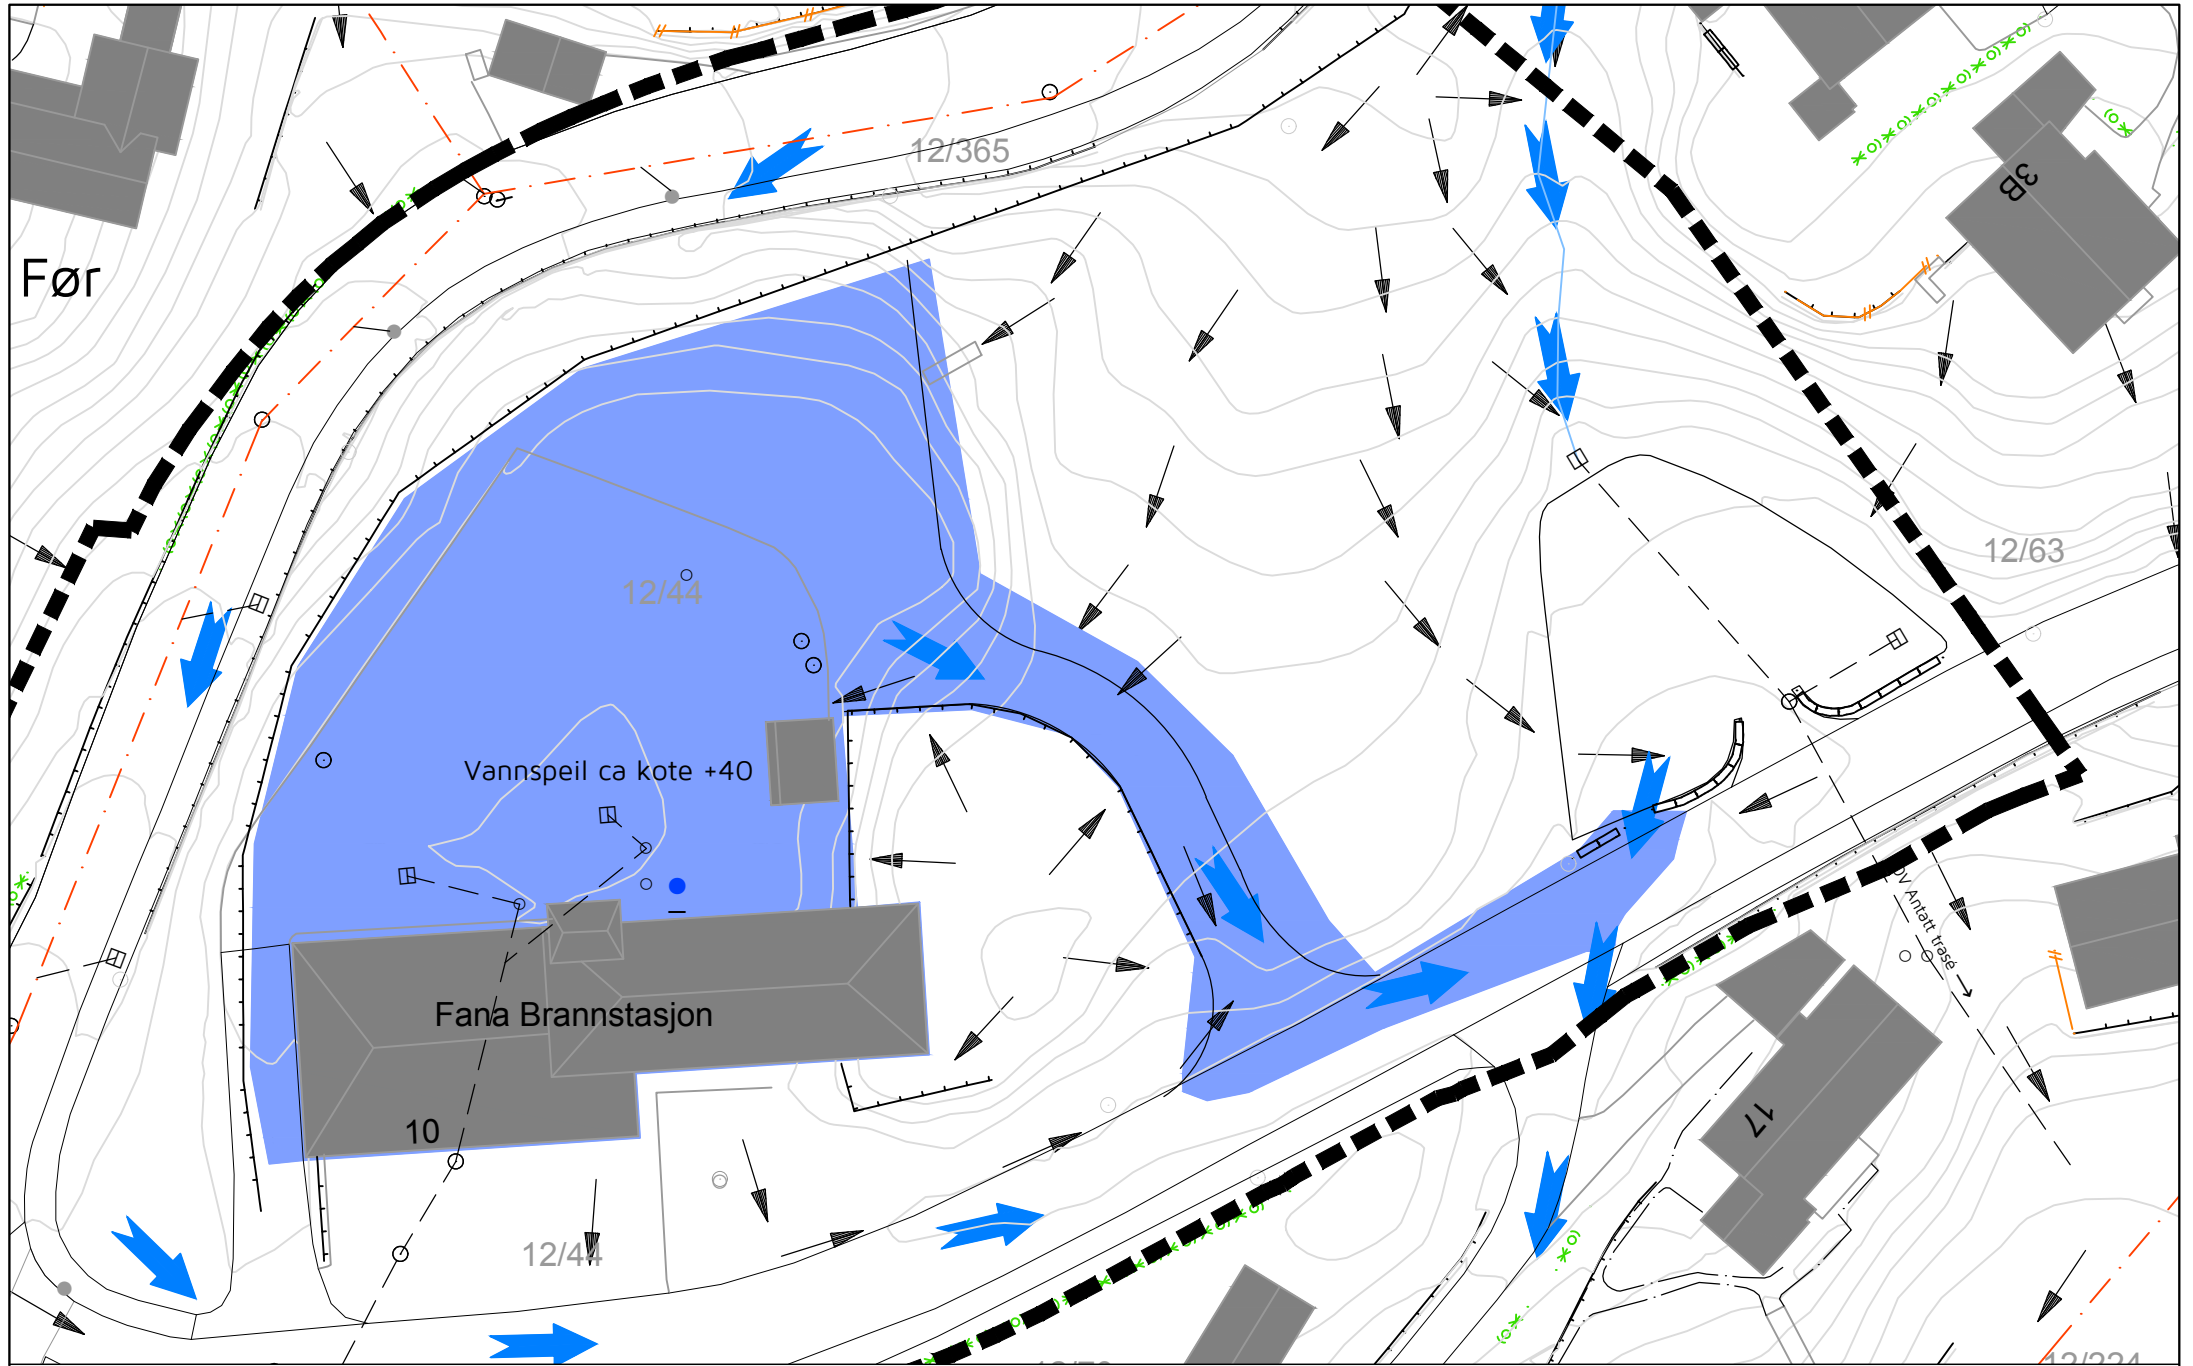 12/365
3B
Før
12/63
12/44
Vannspeil ca kote +40
OV Antatt trasé
Fana Brannstasjon
10
17
12/44